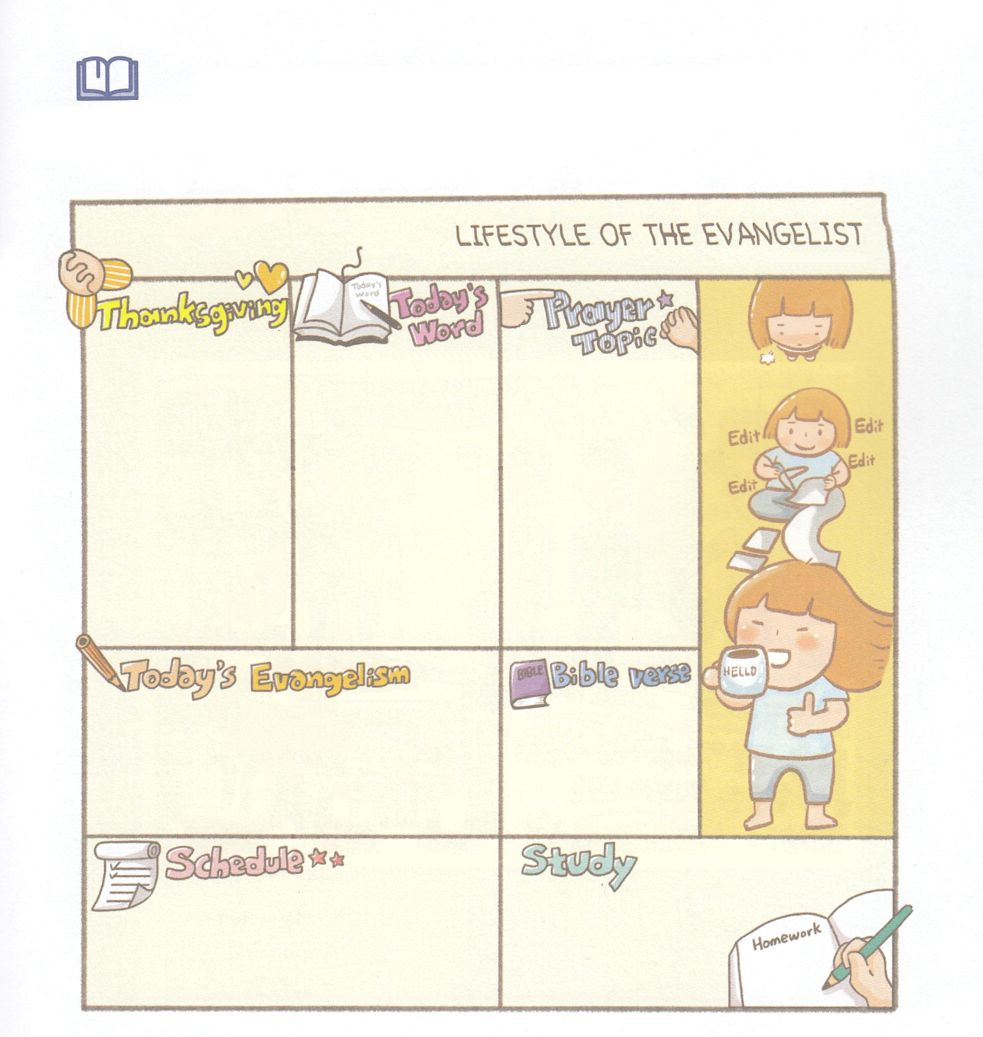 LIFESTYLE OF THE EVANGELIST
Thanksgiving
Today's
Word
Today's
Word
Prayer
Topic
Edit
Edit
Edit
Edit
HELLO
Today's Evangelism
BIBLE
Bible verse
Schedule
Study
Homework